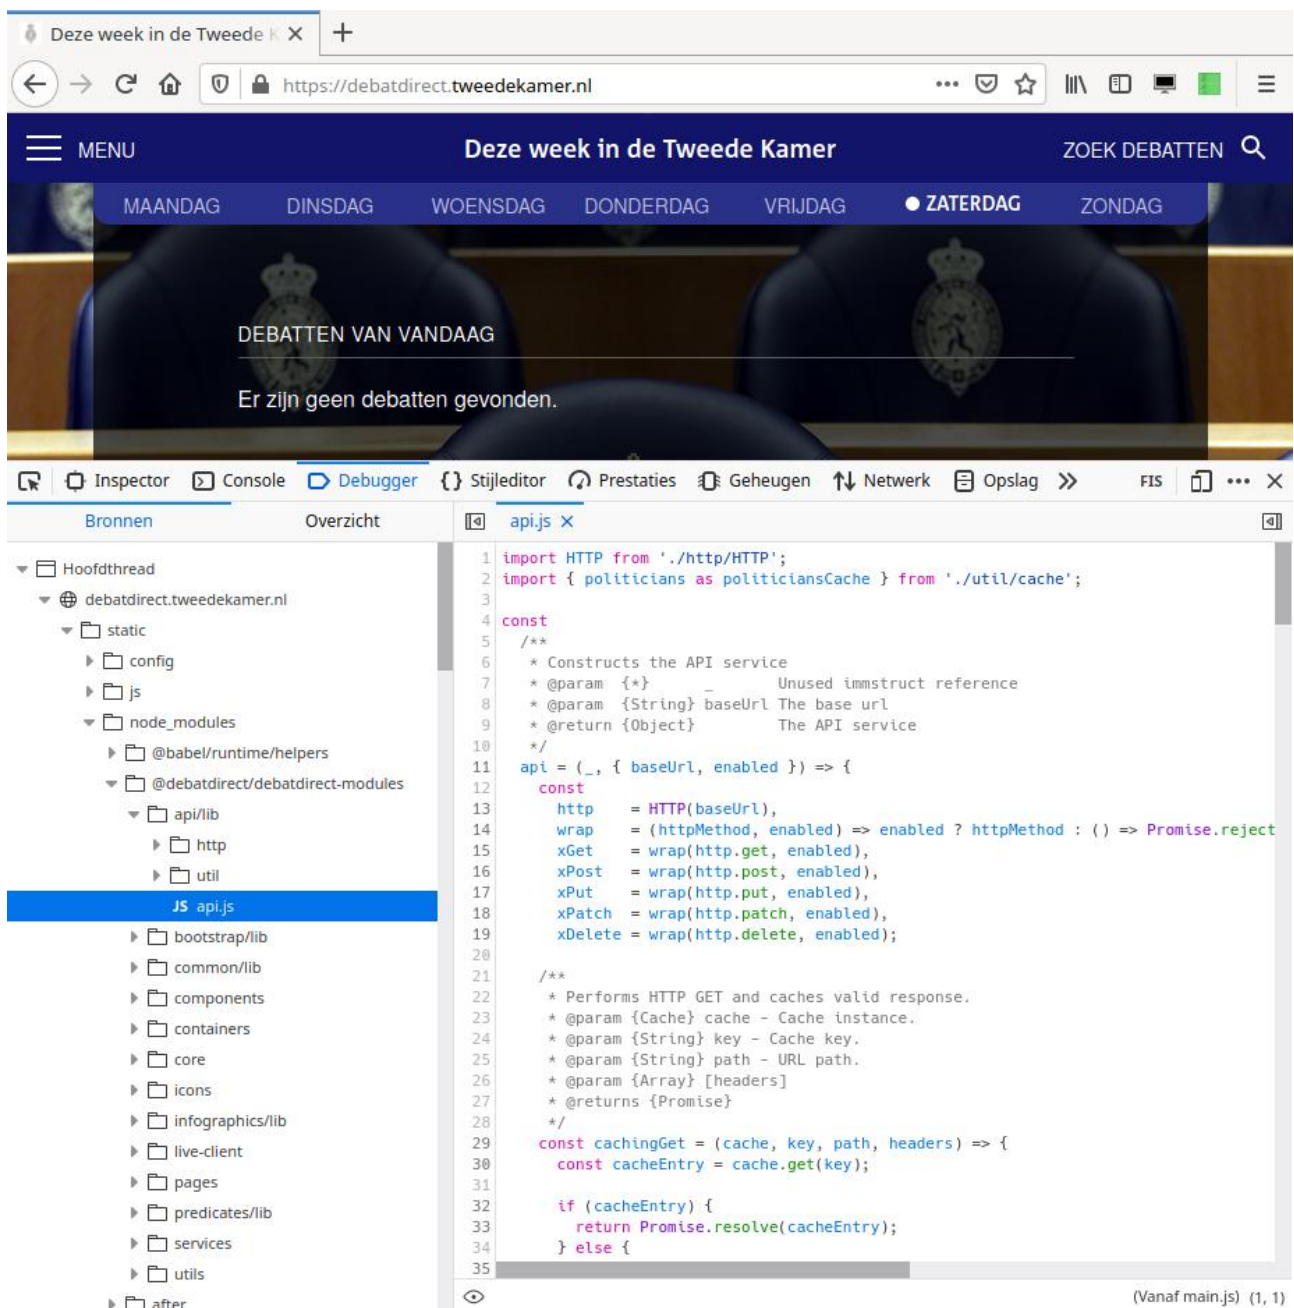 Deze week in de Tweede K
https://debatdirect.tweedekamer.nl
MENU
Deze week in de Tweede Kamer
ZOEK DEBATTEN
MAANDAG DINSDAG WOENSDAG DONDERDAG VRIJDAG ZATERDAG ZONDAG
DEBATTEN VAN VANDAAG
Er zijn geen debatten gevonden.
Inspector Console Debugger Stijleditor Prestaties Geheugen Netwerk Opslag FIS
Bronnen Overzicht
Hoofdthread
debatdirect.tweedekamer.nl
static
config
js
node_modules
@babel/runtime/helpers
@debatdirect/debatdirect-modules
api/lib
http
util
JS api.js
bootstrap/lib
common/lib
components
containers
core
icons
infographics/lib
live-client
pages
predicates/lib
services
utils
after
api.js
1 import HTTP from './http/HTTP';
2 import { politicians as politiciansCache } from './util/cache';
3
4 const
5   /**
6    * Constructs the API service
7    * @param  {*}      _       Unused immstruct reference
8    * @param  {String} baseUrl The base url
9    * @return {Object}         The API service
10    */
11   api = (_, { baseUrl, enabled }) => {
12     const
13       http    = HTTP(baseUrl),
14       wrap    = (httpMethod, enabled) => enabled ? httpMethod : () => Promise.reject
15       xGet    = wrap(http.get, enabled),
16       xPost   = wrap(http.post, enabled),
17       xPut    = wrap(http.put, enabled),
18       xPatch  = wrap(http.patch, enabled),
19       xDelete = wrap(http.delete, enabled);
20
21     /**
22      * Performs HTTP GET and caches valid response.
23      * @param {Cache} cache - Cache instance.
24      * @param {String} key - Cache key.
25      * @param {String} path - URL path.
26      * @param {Array} [headers]
27      * @returns {Promise}
28      */
29     const cachingGet = (cache, key, path, headers) => {
30       const cacheEntry = cache.get(key);
31
32       if (cacheEntry) {
33         return Promise.resolve(cacheEntry);
34       } else {
35
(Vanaf main.js) (1, 1)